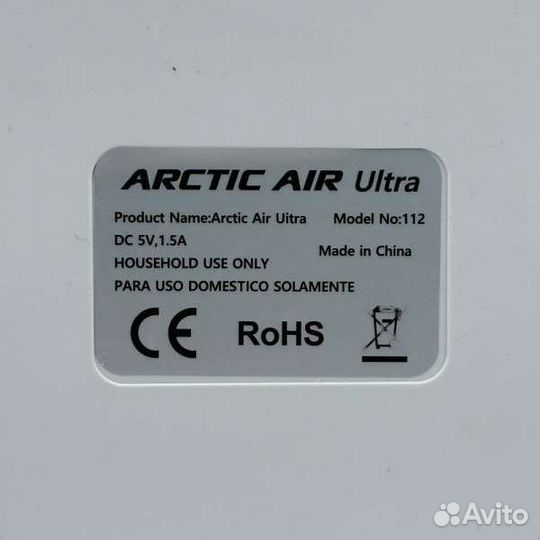 ARCTIC AIR Ultra
Product Name:Arctic Air Uitra Model No:112
DC 5V,1.5A Made in China
HOUSEHOLD USE ONLY
PARA USO DOMESTICO SOLAMENTE
CE RoHS
Avito